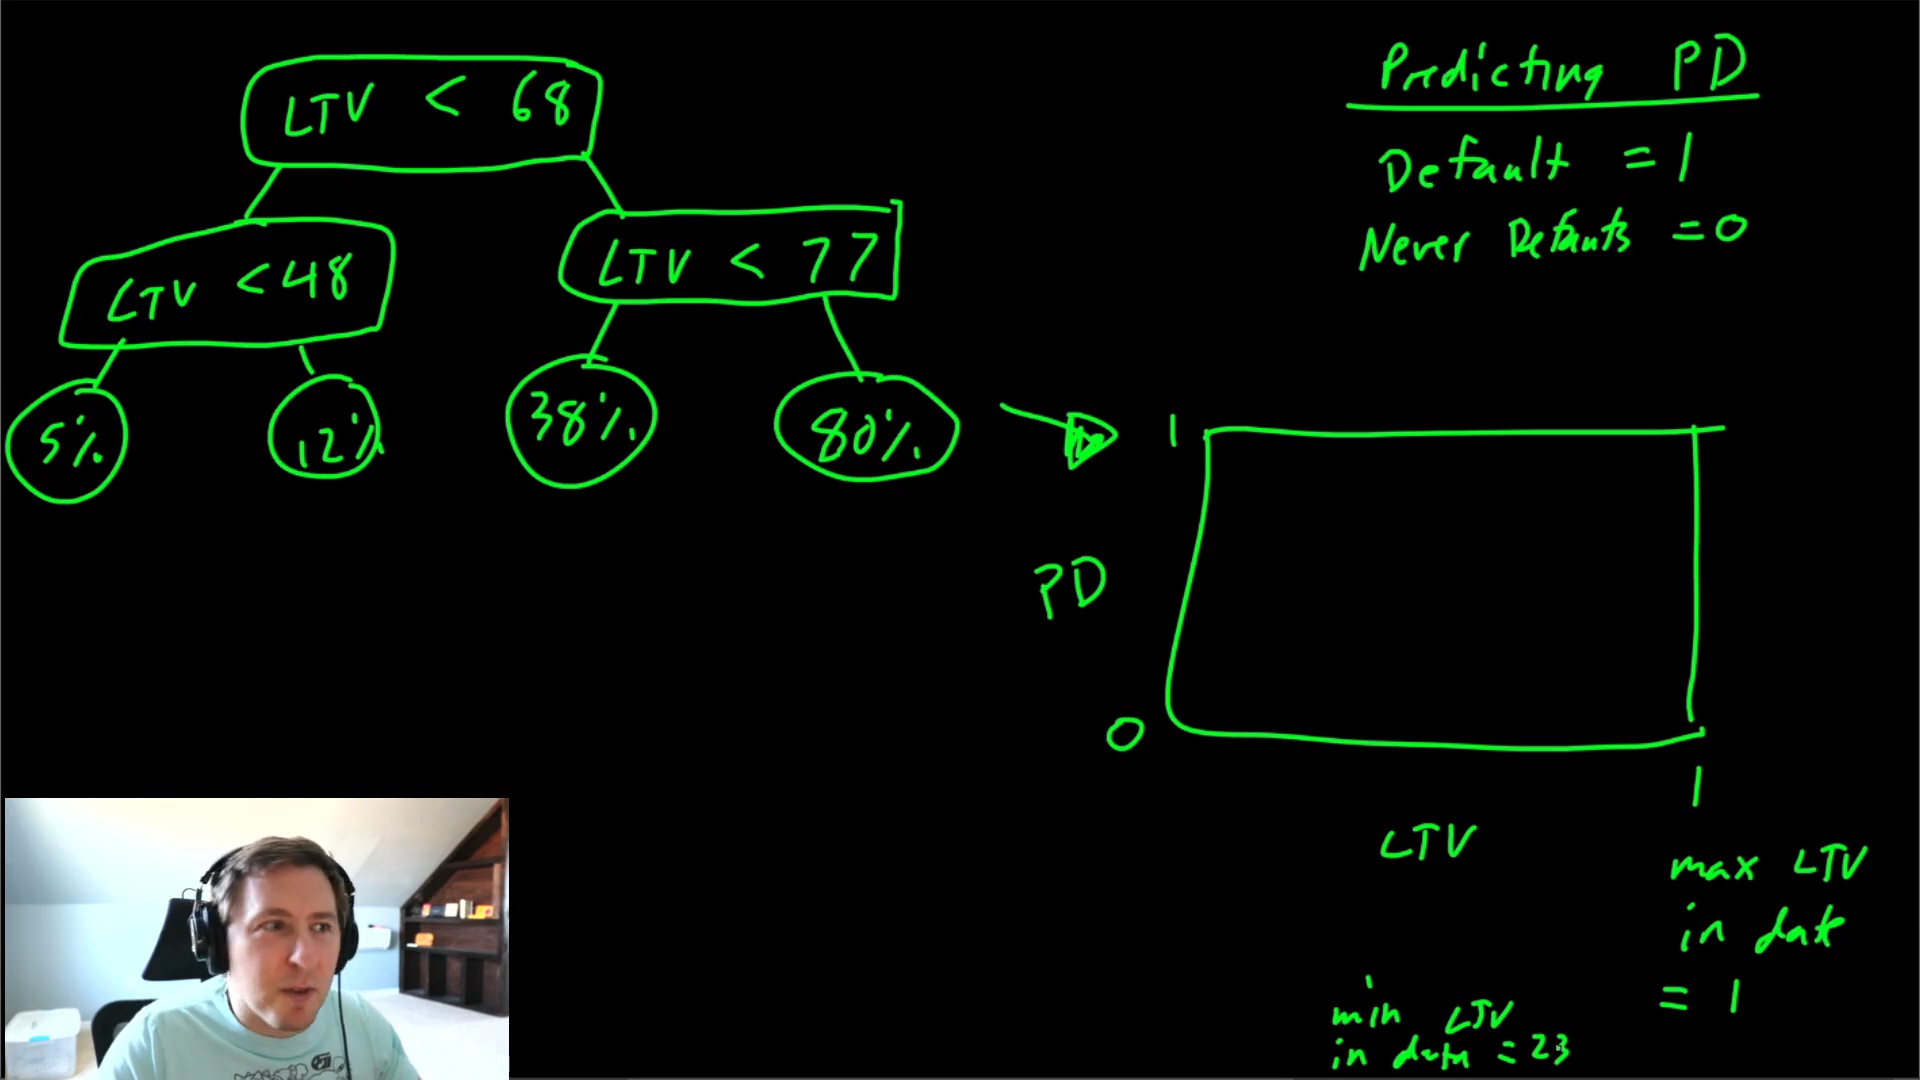 LTV < 68
LTV < 48
LTV < 77
5%
12%
38%
80%
Predicting PD
Default = 1
Never Defaults = 0
1
PD
0
1
LTV
max LTV
in data
= 1
min LTV
in data = 23